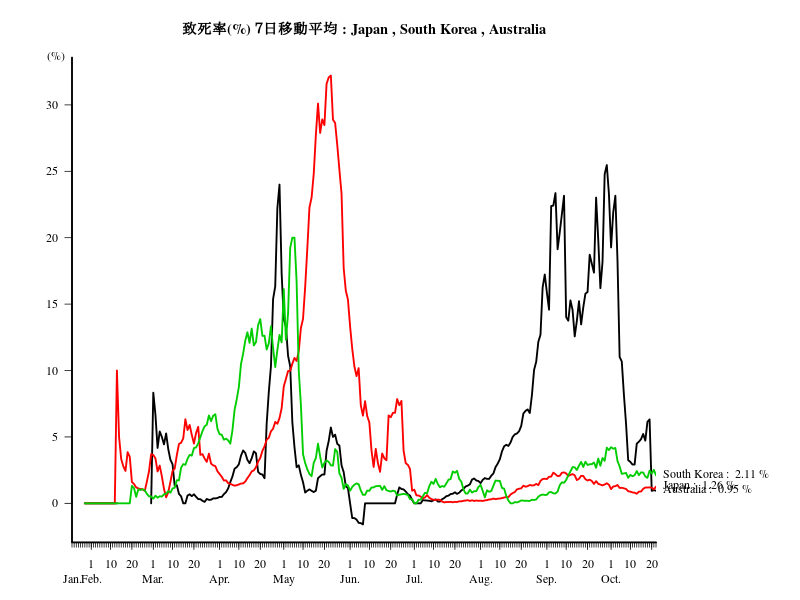 致死率(%) 7日移動平均 : Japan , South Korea , Australia
(%)
30
25
20
15
10
5
0
South Korea : 2.11 %
Japan : 1.26 %
Australia : 0.95 %
1 10 20 1 10 20 1 10 20 1 10 20 1 10 20 1 10 20 1 10 20 1 10 20 1 10 20
Jan.Feb. Mar. Apr. May Jun. Jul. Aug. Sep. Oct.